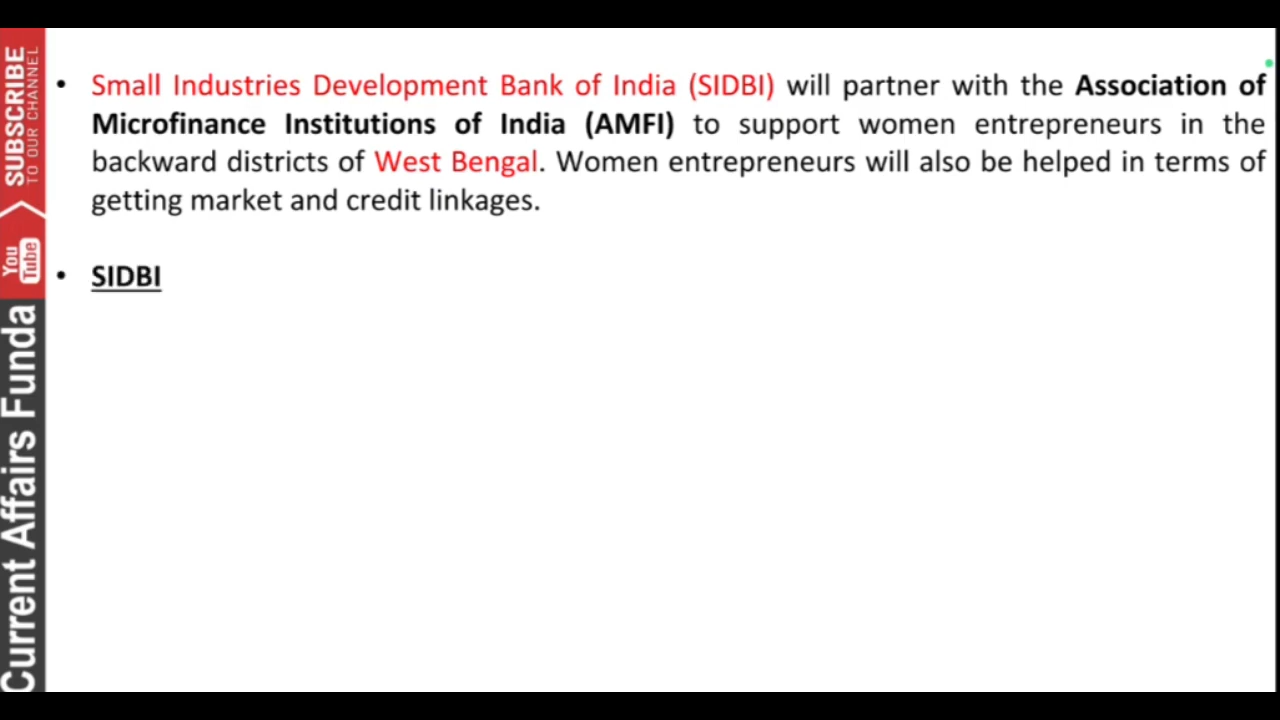 SUBSCRIBE
TO OUR CHANNEL
You
Tube
Current Affairs Funda
• Small Industries Development Bank of India (SIDBI) will partner with the Association of
Microfinance Institutions of India (AMFI) to support women entrepreneurs in the
backward districts of West Bengal. Women entrepreneurs will also be helped in terms of
getting market and credit linkages.
• SIDBI